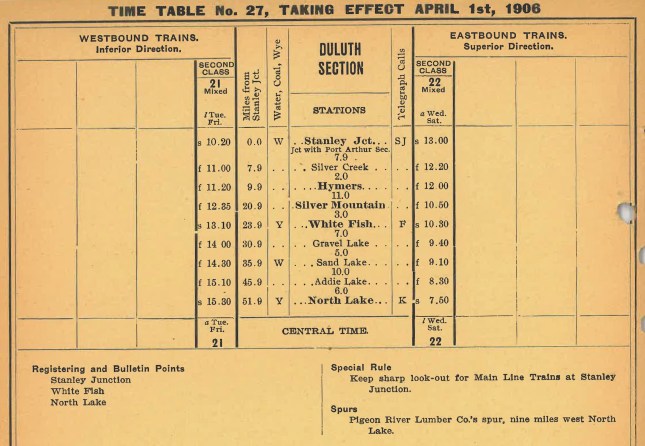 TIME TABLE No. 27, TAKING EFFECT APRIL 1st, 1906
WESTBOUND TRAINS.
Inferior Direction.
SECOND CLASS
21
Mixed
l Tue.
Fri.
Miles from Stanley Jct.
Water, Coal, Wye
DULUTH
SECTION
STATIONS
Telegraph Calls
EASTBOUND TRAINS.
Superior Direction.
SECOND CLASS
22
Mixed
a Wed.
Sat.
s 10.20 0.0 W ..Stanley Jct... SJ s 13.00
Jct with Port Arthur Sec.
7.9
f 11.00 7.9 . . . . Silver Creek . . . f 12.20
2.0
f 11.20 9.9 . . ....Hymers.... . . f 12 00
11.0
f 12.35 20.9 . . Silver Mountain . . f 10.50
3.0
s 13.10 23.9 Y ...White Fish... F s 10.30
7.0
f 14 00 30.9 . . . . Gravel Lake . . . . f 9.40
5.0
f 14.30 35.9 W . . . Sand Lake. . . . . f 9.10
10.0
f 15.10 45.9 . . ....Addie Lake.... . . f 8.30
6.0
s 15.30 51.9 Y ...North Lake... K s 7.50
a Tue.
Fri.
21
CENTRAL TIME.
l Wed.
Sat.
22
Registering and Bulletin Points
Stanley Junction
White Fish
North Lake
Special Rule
Keep sharp look-out for Main Line Trains at Stanley
Junction.
Spurs
Pigeon River Lumber Co.'s spur, nine miles west North
Lake.